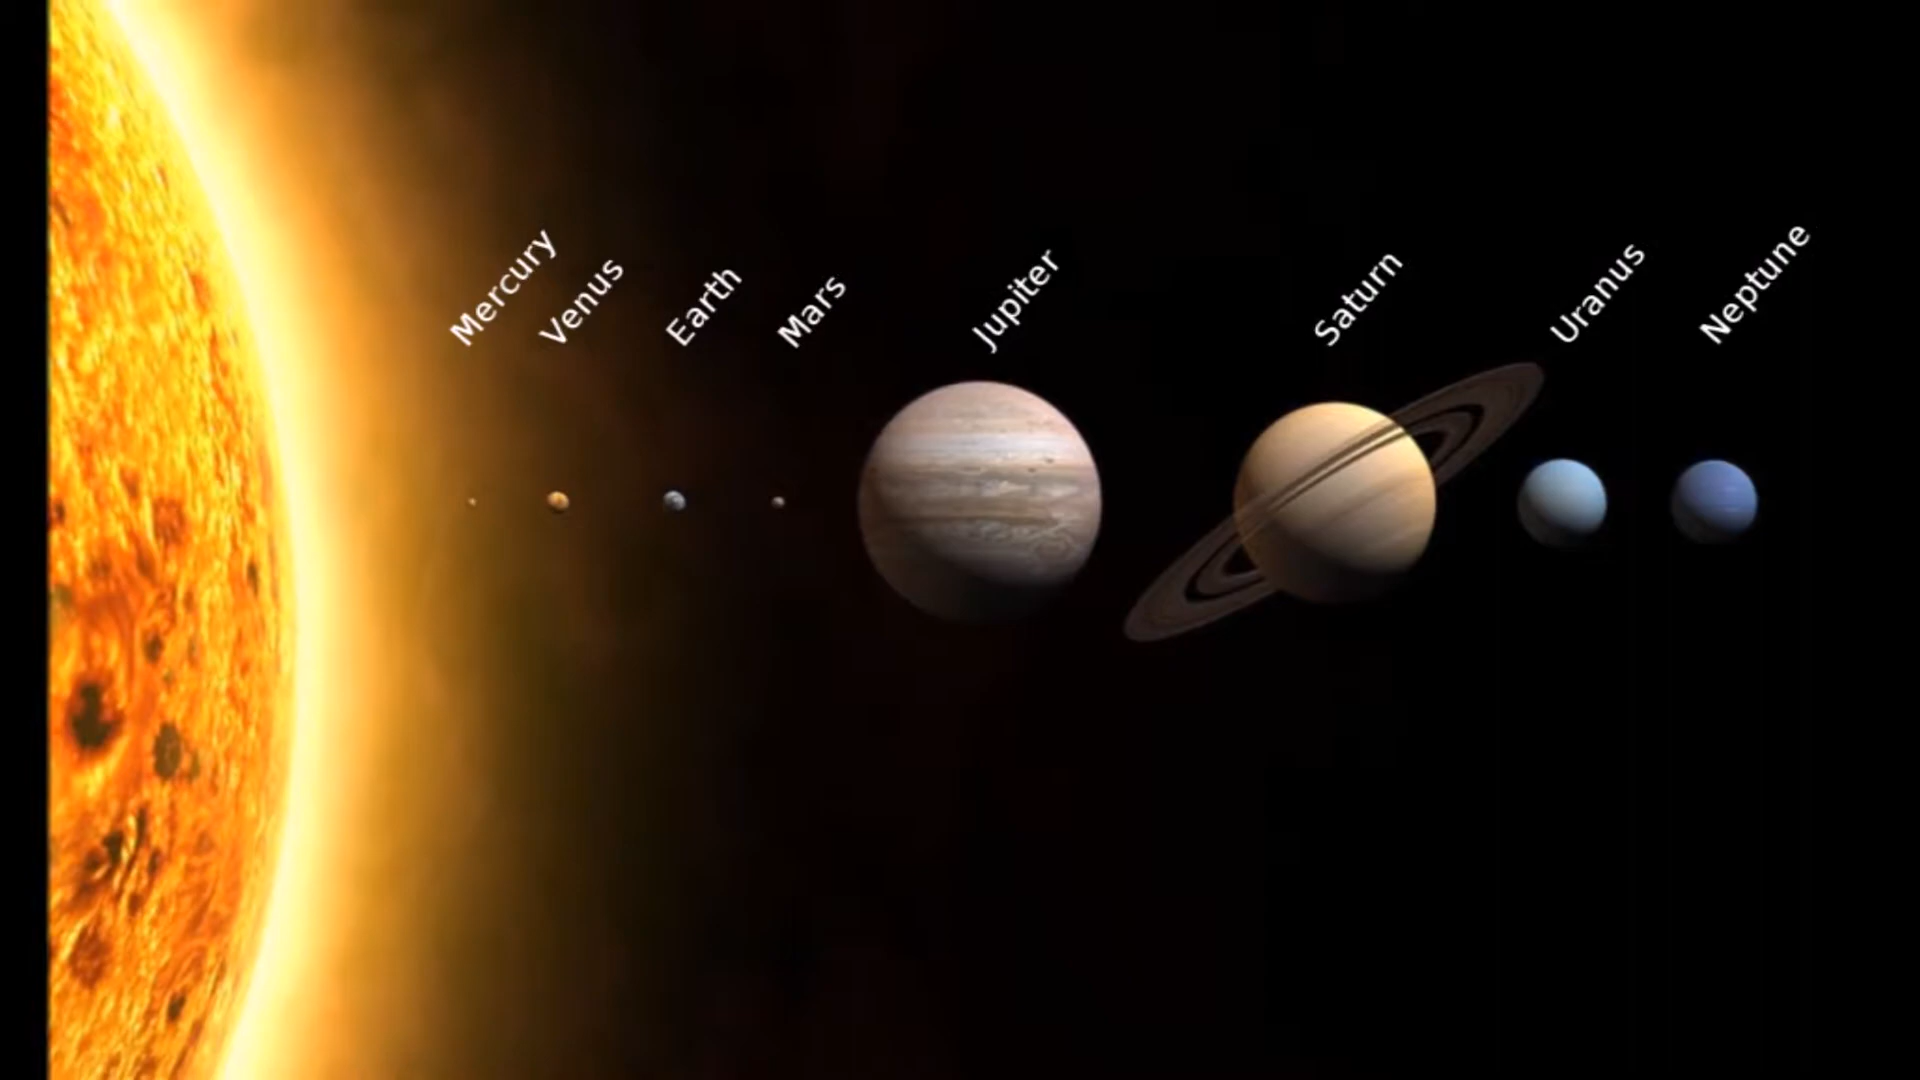 Mercury
Venus
Earth
Mars
Jupiter
Saturn
Uranus
Neptune